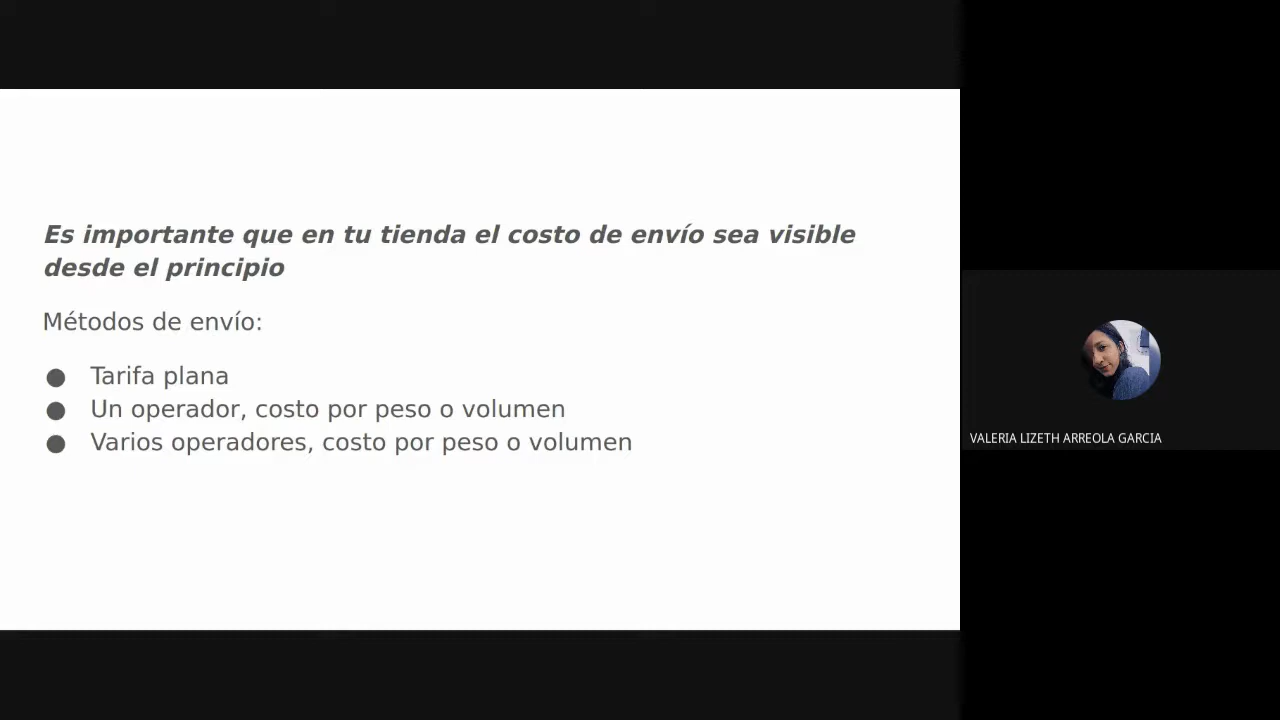 Es importante que en tu tienda el costo de envío sea visible
desde el principio
Métodos de envío:
● Tarifa plana
● Un operador, costo por peso o volumen
● Varios operadores, costo por peso o volumen
VALERIA LIZETH ARREOLA GARCIA